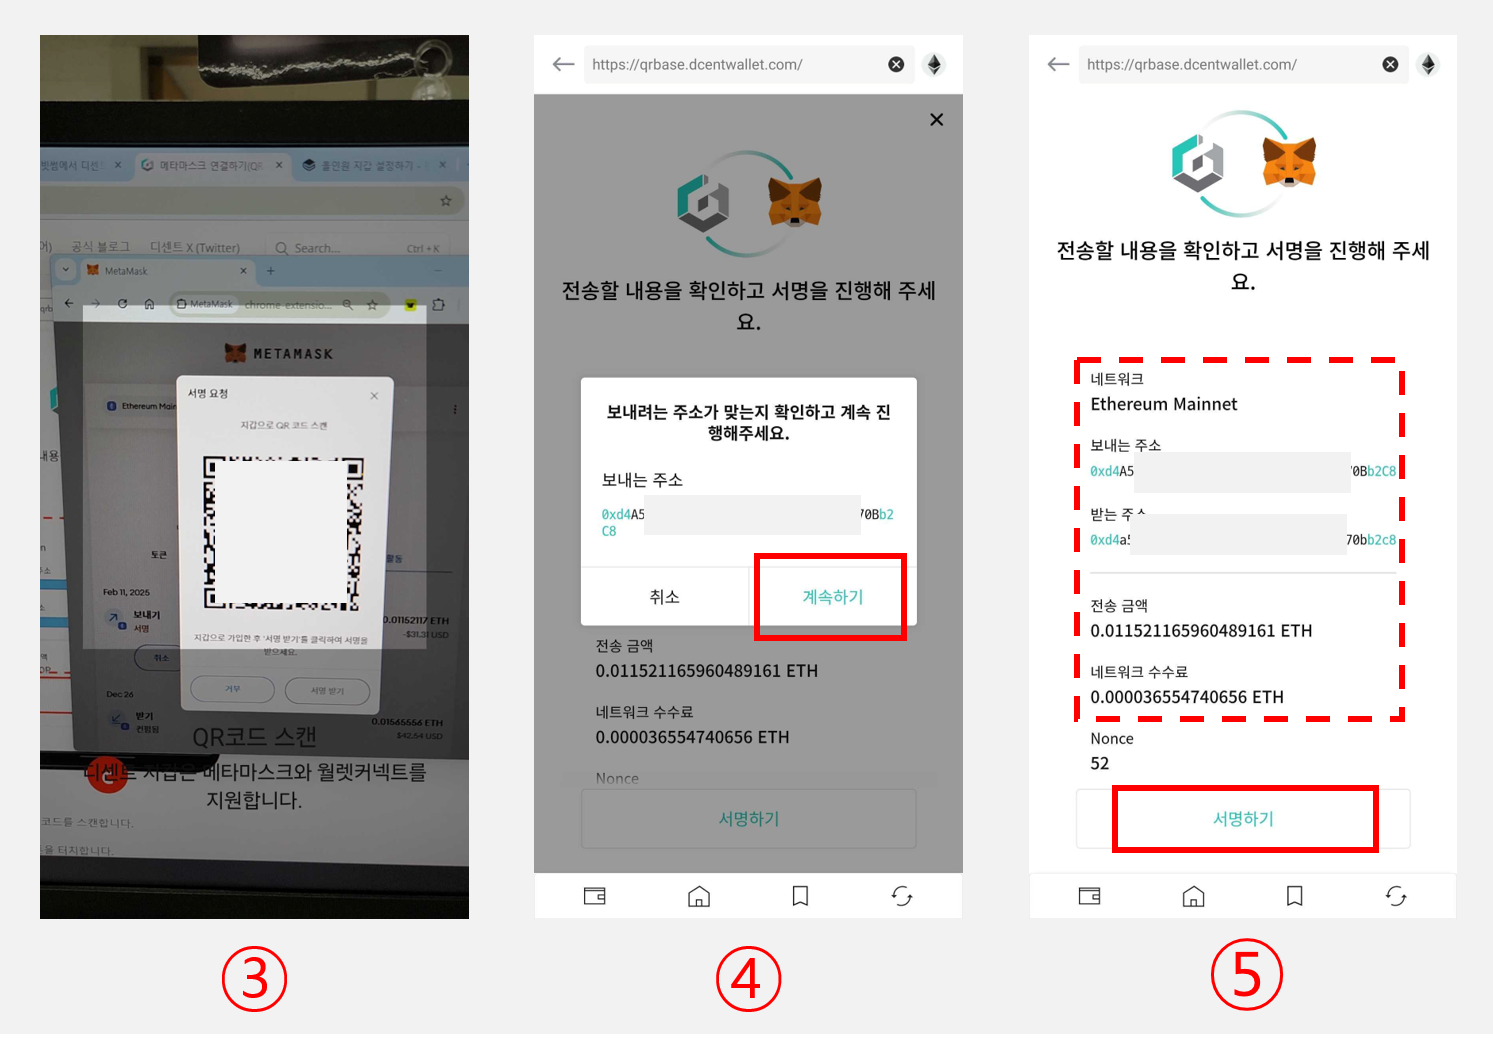 메타마스크 연결하기(QR
올인원 지갑 설정하기 -
공식 블로그 디센트 X (Twitter) Search... Ctrl + K
MetaMask
MetaMask chrome-extensio...
METAMASK
서명 요청
Ethereum Main
지갑으로 QR 코드 스캔
토큰
활동
Feb 11, 2025
보내기
서명
0.01152117 ETH
-$31.31 USD
지갑으로 가입한 후 '서명 받기'를 클릭하여 서명을
받으세요.
취소
거부
서명 받기
Dec 26
받기
컨펌됨
0.01565556 ETH
$42.54 USD
QR코드 스캔
디센트 지갑은 메타마스크와 월렛커넥트를
지원합니다.
코드를 스캔합니다.
을 터치합니다.
③
https://qrbase.dcentwallet.com/
전송할 내용을 확인하고 서명을 진행해 주세
요.
보내려는 주소가 맞는지 확인하고 계속 진
행해주세요.
보내는 주소
0xd4A5 70Bb2
C8
취소 계속하기
전송 금액
0.011521165960489161 ETH
네트워크 수수료
0.000036554740656 ETH
Nonce
서명하기
④
https://qrbase.dcentwallet.com/
전송할 내용을 확인하고 서명을 진행해 주세
요.
네트워크
Ethereum Mainnet
보내는 주소
0xd4A5 0Bb2C8
받는 주소
0xd4a5 70bb2c8
전송 금액
0.011521165960489161 ETH
네트워크 수수료
0.000036554740656 ETH
Nonce
52
서명하기
⑤